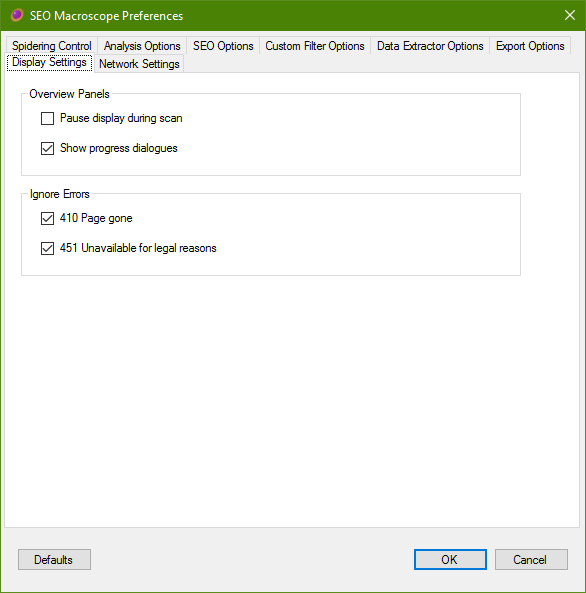 SEO Macroscope Preferences
Spidering Control Analysis Options SEO Options Custom Filter Options Data Extractor Options Export Options
Display Settings Network Settings
Overview Panels
Pause display during scan
Show progress dialogues
Ignore Errors
410 Page gone
451 Unavailable for legal reasons
Defaults OK Cancel